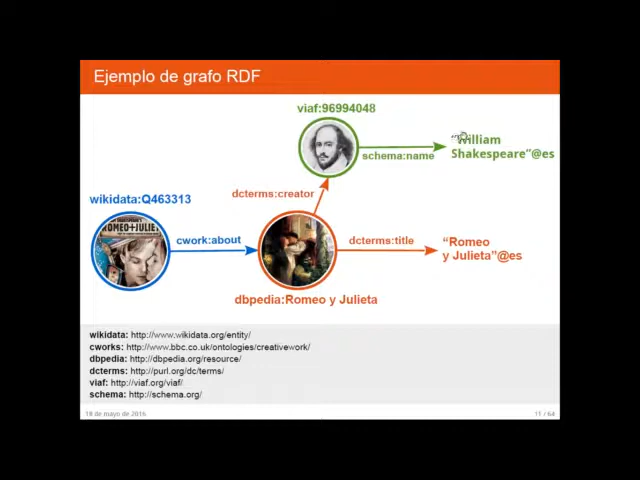 Ejemplo de grafo RDF
viaf:96994048
schema:name
"William
Shakespeare"@es
wikidata:Q463313
dcterms:creator
ROMEO+JULIET
cwork:about
dcterms:title
"Romeo
y Julieta"@es
dbpedia:Romeo y Julieta
wikidata: http://www.wikidata.org/entity/
cworks: http://www.bbc.co.uk/ontologies/creativework/
dbpedia: http://dbpedia.org/resource/
dcterms: http://purl.org/dc/terms/
viaf: http://viaf.org/viaf/
schema: http://schema.org/
18 de mayo de 2016
11 / 64